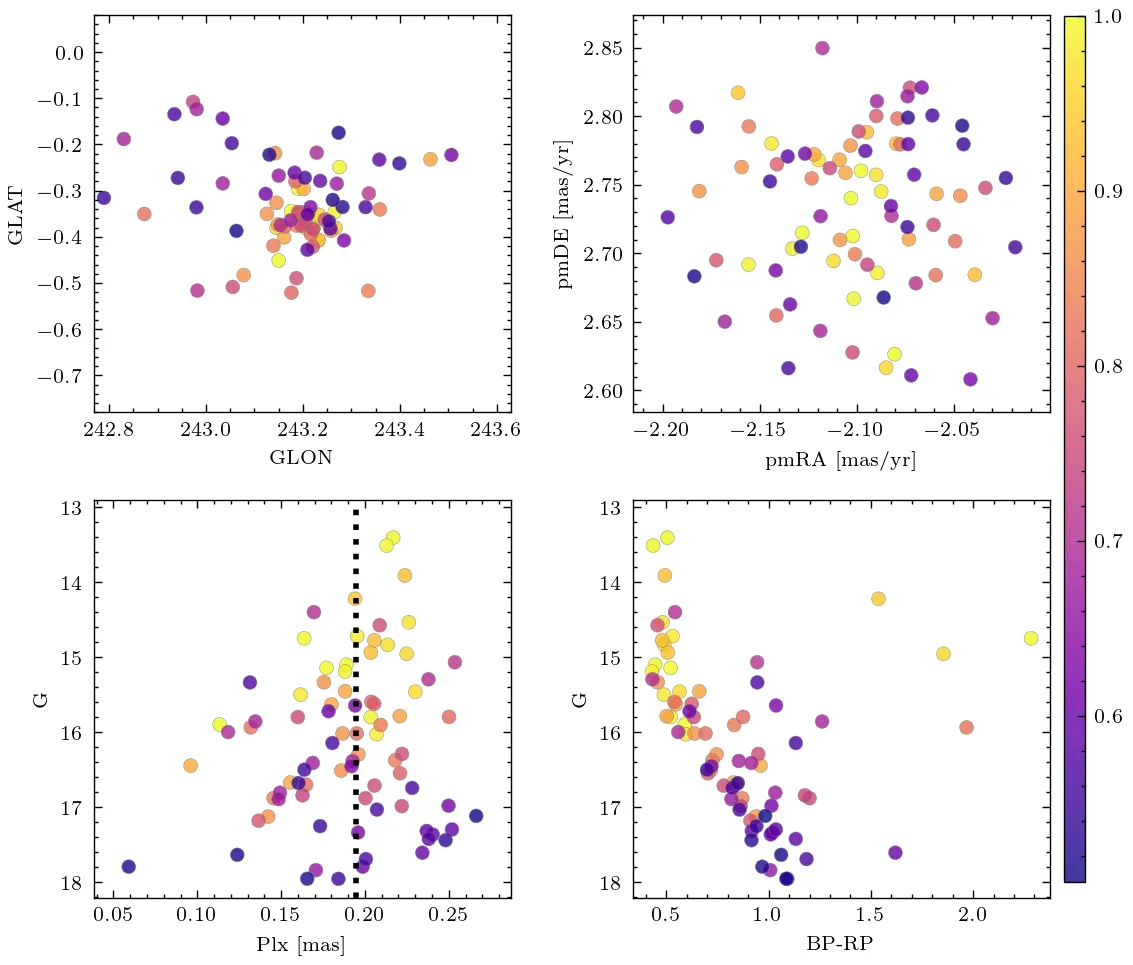 0.0
−0.1
−0.2
−0.3
−0.4
−0.5
−0.6
−0.7
GLAT
242.8 243.0 243.2 243.4 243.6
GLON
2.85
2.80
2.75
2.70
2.65
2.60
pmDE [mas/yr]
−2.20 −2.15 −2.10 −2.05
pmRA [mas/yr]
1.0
0.9
0.8
0.7
0.6
13
14
15
16
17
18
G
0.05 0.10 0.15 0.20 0.25
Plx [mas]
13
14
15
16
17
18
G
0.5 1.0 1.5 2.0
BP-RP